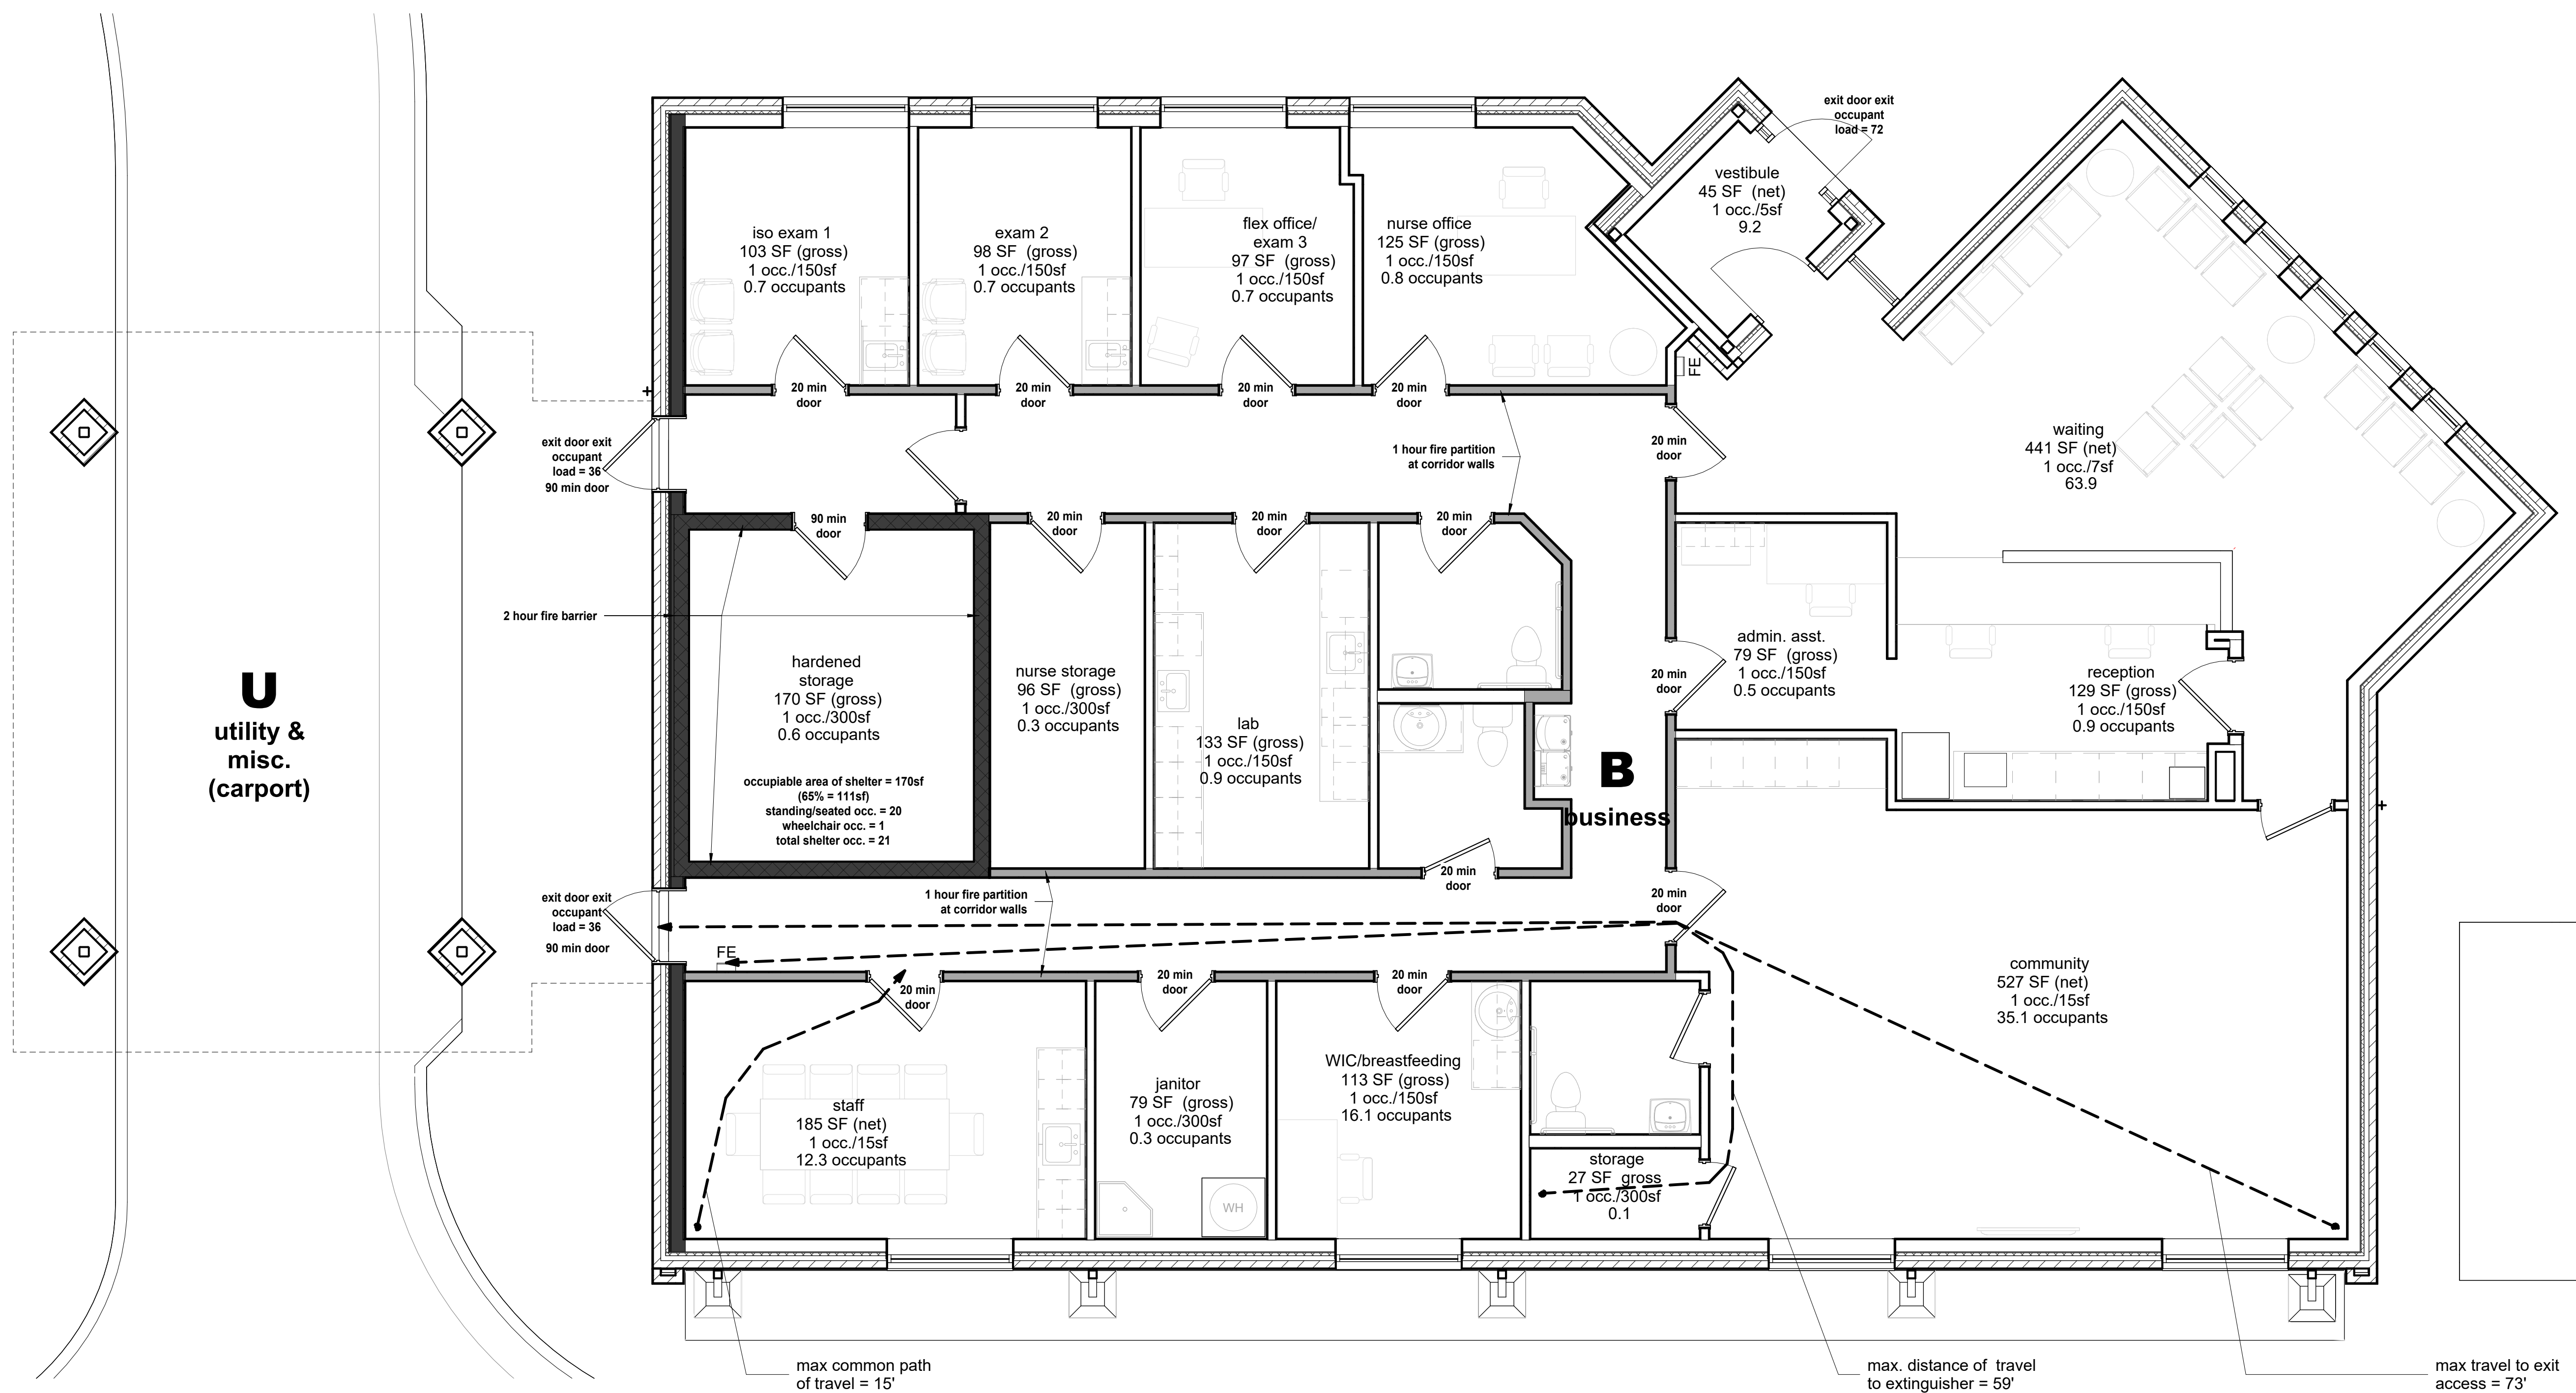 exit door exit
occupant
load = 72
vestibule
45 SF (net)
1 occ./5sf
9.2
iso exam 1
103 SF (gross)
1 occ./150sf
0.7 occupants
exam 2
98 SF (gross)
1 occ./150sf
0.7 occupants
flex office/
exam 3
97 SF (gross)
1 occ./150sf
0.7 occupants
nurse office
125 SF (gross)
1 occ./150sf
0.8 occupants
FE
20 min
door
20 min
door
20 min
door
20 min
door
waiting
441 SF (net)
1 occ./7sf
63.9
exit door exit
occupant
load = 36
90 min door
1 hour fire partition
at corridor walls
20 min
door
90 min
door
20 min
door
20 min
door
20 min
door
2 hour fire barrier
hardened
storage
170 SF (gross)
1 occ./300sf
0.6 occupants
occupiable area of shelter = 170sf
(65% = 111sf)
standing/seated occ. = 20
wheelchair occ. = 1
total shelter occ. = 21
nurse storage
96 SF (gross)
1 occ./300sf
0.3 occupants
lab
133 SF (gross)
1 occ./150sf
0.9 occupants
20 min
door
admin. asst.
79 SF (gross)
1 occ./150sf
0.5 occupants
reception
129 SF (gross)
1 occ./150sf
0.9 occupants
U
utility &
misc.
(carport)
B
business
20 min
door
exit door exit
occupant
load = 36
90 min door
1 hour fire partition
at corridor walls
20 min
door
FE
20 min
door
20 min
door
20 min
door
community
527 SF (net)
1 occ./15sf
35.1 occupants
staff
185 SF (net)
1 occ./15sf
12.3 occupants
janitor
79 SF (gross)
1 occ./300sf
0.3 occupants
WH
WIC/breastfeeding
113 SF (gross)
1 occ./150sf
16.1 occupants
storage
27 SF gross
1 occ./300sf
0.1
max common path
of travel = 15'
max. distance of travel
to extinguisher = 59'
max travel to exit
access = 73'